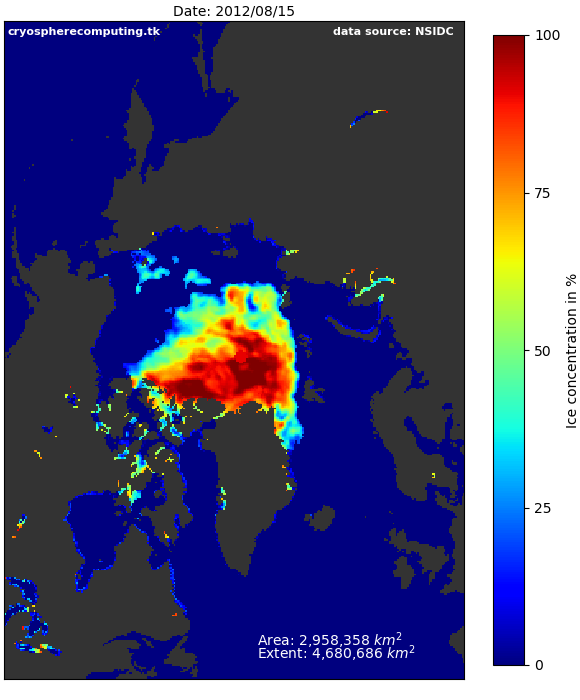 Date: 2012/08/15
cryospherecomputing.tk
data source: NSIDC
100
75
50
25
0
Ice concentration in %
Area: 2,958,358 km²
Extent: 4,680,686 km²